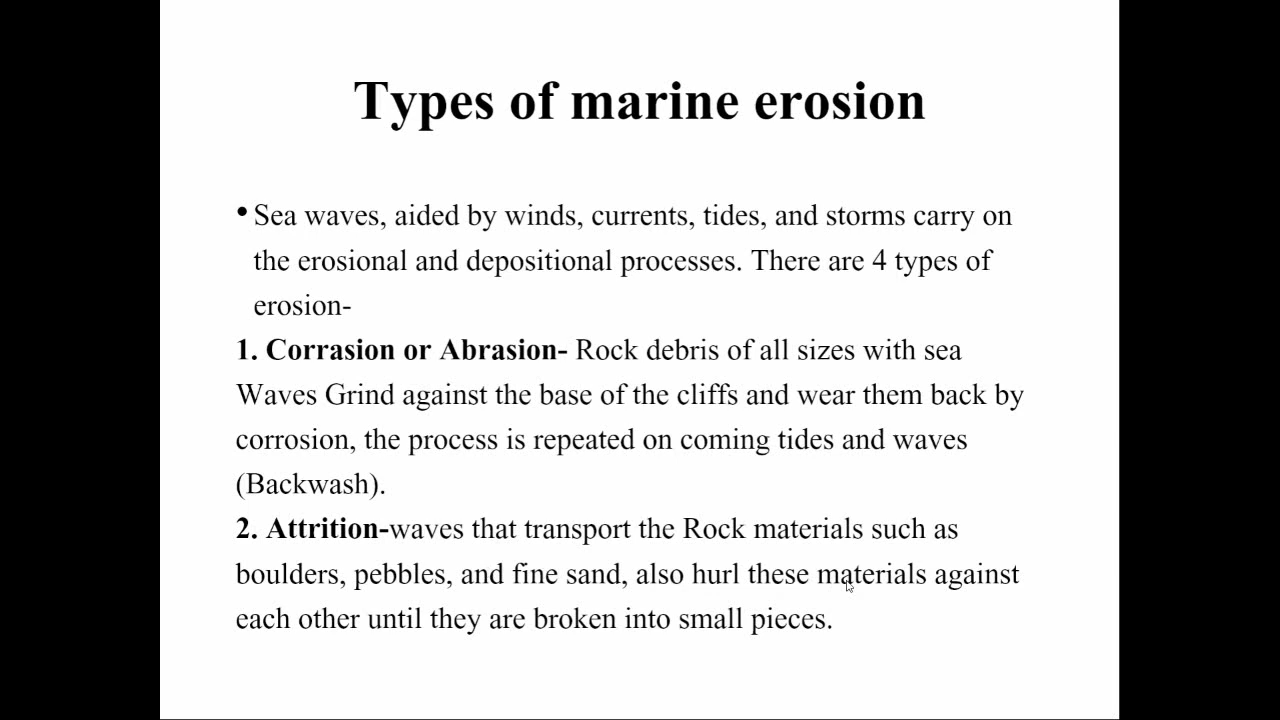 Types of marine erosion
• Sea waves, aided by winds, currents, tides, and storms carry on
the erosional and depositional processes. There are 4 types of
erosion-
1. Corrasion or Abrasion- Rock debris of all sizes with sea
Waves Grind against the base of the cliffs and wear them back by
corrosion, the process is repeated on coming tides and waves
(Backwash).
2. Attrition-waves that transport the Rock materials such as
boulders, pebbles, and fine sand, also hurl these materials against
each other until they are broken into small pieces.